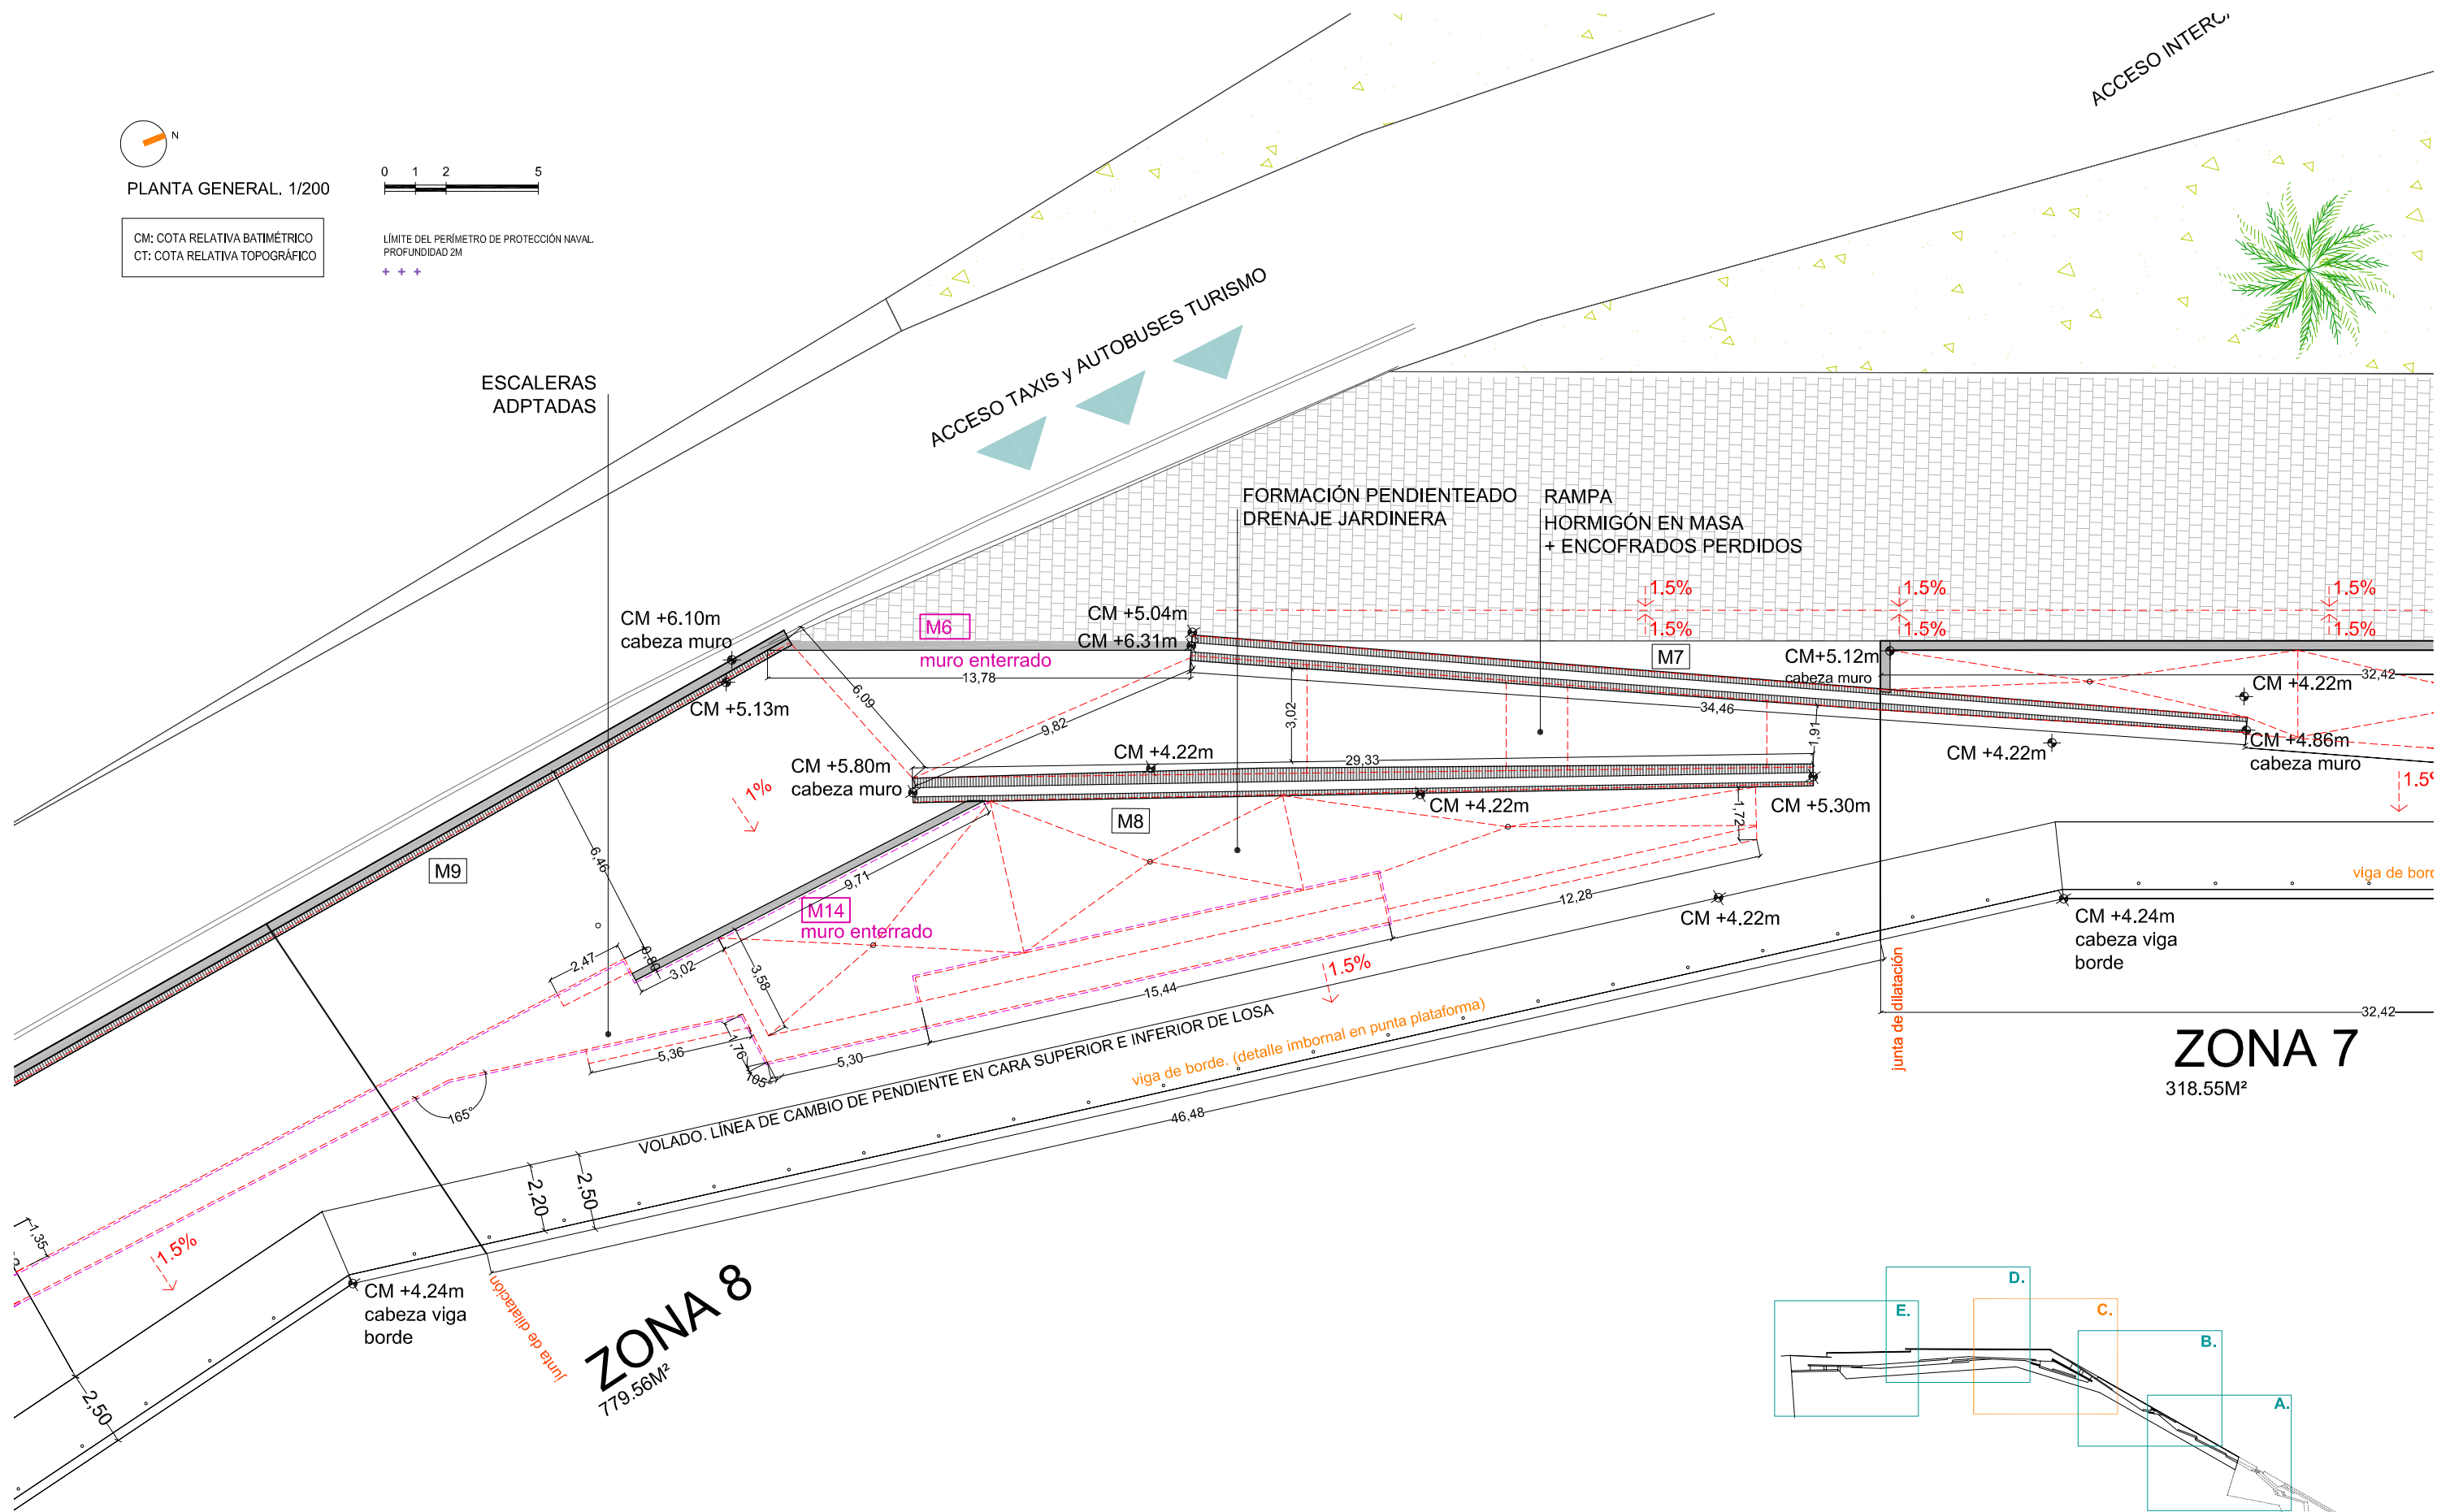 N
PLANTA GENERAL. 1/200
0 1 2 5
CM: COTA RELATIVA BATIMÉTRICO
CT: COTA RELATIVA TOPOGRÁFICO
LÍMITE DEL PERÍMETRO DE PROTECCIÓN NAVAL.
PROFUNDIDAD 2M
ESCALERAS
ADPTADAS
ACCESO TAXIS y AUTOBUSES TURISMO
FORMACIÓN PENDIENTEADO
DRENAJE JARDINERA
RAMPA
HORMIGÓN EN MASA
+ ENCOFRADOS PERDIDOS
1.5%
1.5%
1.5%
1.5%
1.5%
1.5%
CM +6.10m
cabeza muro
M6
muro enterrado
CM +5.04m
CM +6.31m
M7
CM+5.12m
cabeza muro
13,78
32,42
CM +4.22m
CM +5.13m
6,09
9,82
3,02
34,46
1,91
CM +4.22m
29,33
CM +4.22m
CM +4.86m
cabeza muro
1%
CM +5.80m
cabeza muro
CM +4.22m
CM +5.30m
M8
1,72
M9
6,46
9,71
M14
muro enterrado
12,28
CM +4.22m
viga de bord
CM +4.24m
cabeza viga
borde
2,47
3,02
3,58
15,44
1.5%
junta de dilatación
32,42
5,36
1,76
105°
5,30
165°
VOLADO. LÍNEA DE CAMBIO DE PENDIENTE EN CARA SUPERIOR E INFERIOR DE LOSA
viga de borde. (detalle imbornal en punta plataforma)
46,48
ZONA 7
318.55M²
2,20
2,50
1,35
1.5%
CM +4.24m
cabeza viga
borde
junta de dilatación
ZONA 8
779.56M²
2,50
D.
E.
C.
B.
A.